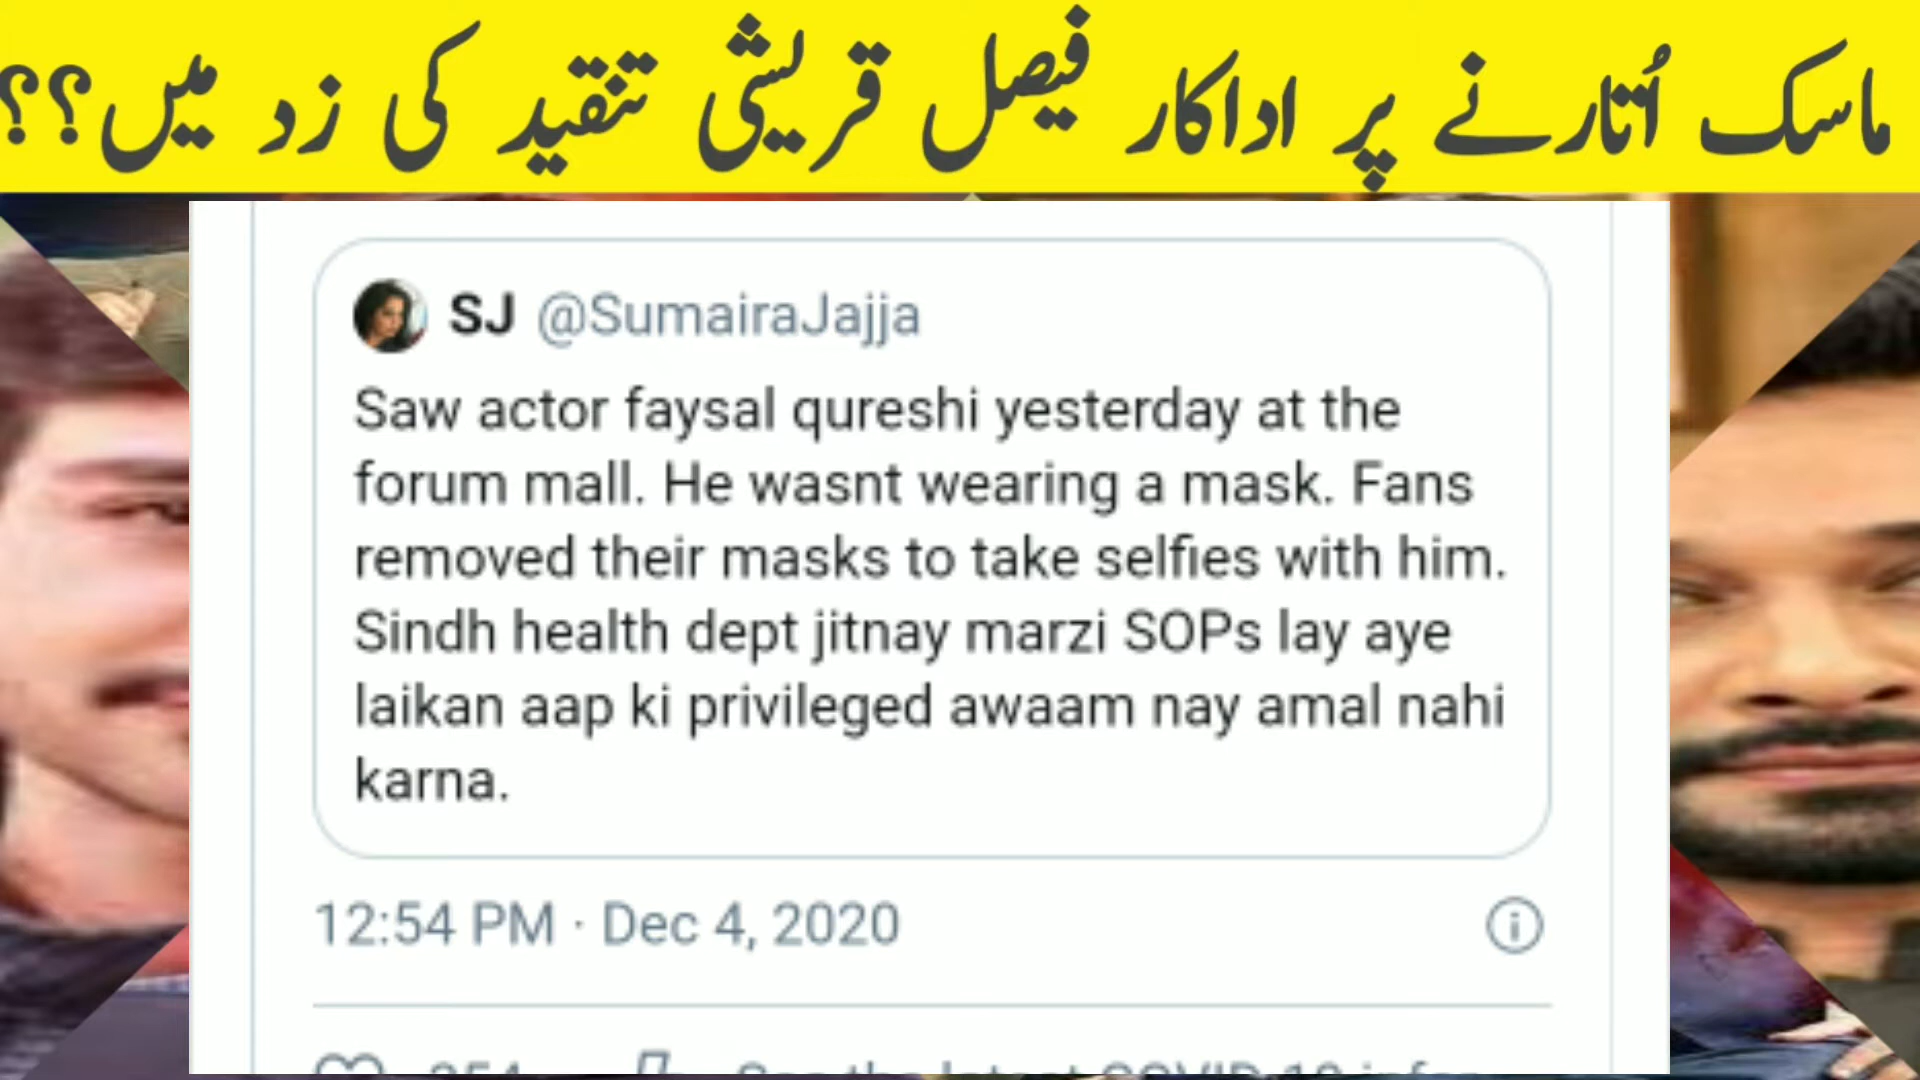 ماسک اُتارنے پر اداکار فیصل قریشی تنقید کی زد میں؟؟
SJ @SumairaJajja
Saw actor faysal qureshi yesterday at the
forum mall. He wasnt wearing a mask. Fans
removed their masks to take selfies with him.
Sindh health dept jitnay marzi SOPs lay aye
laikan aap ki privileged awaam nay amal nahi
karna.
12:54 PM · Dec 4, 2020